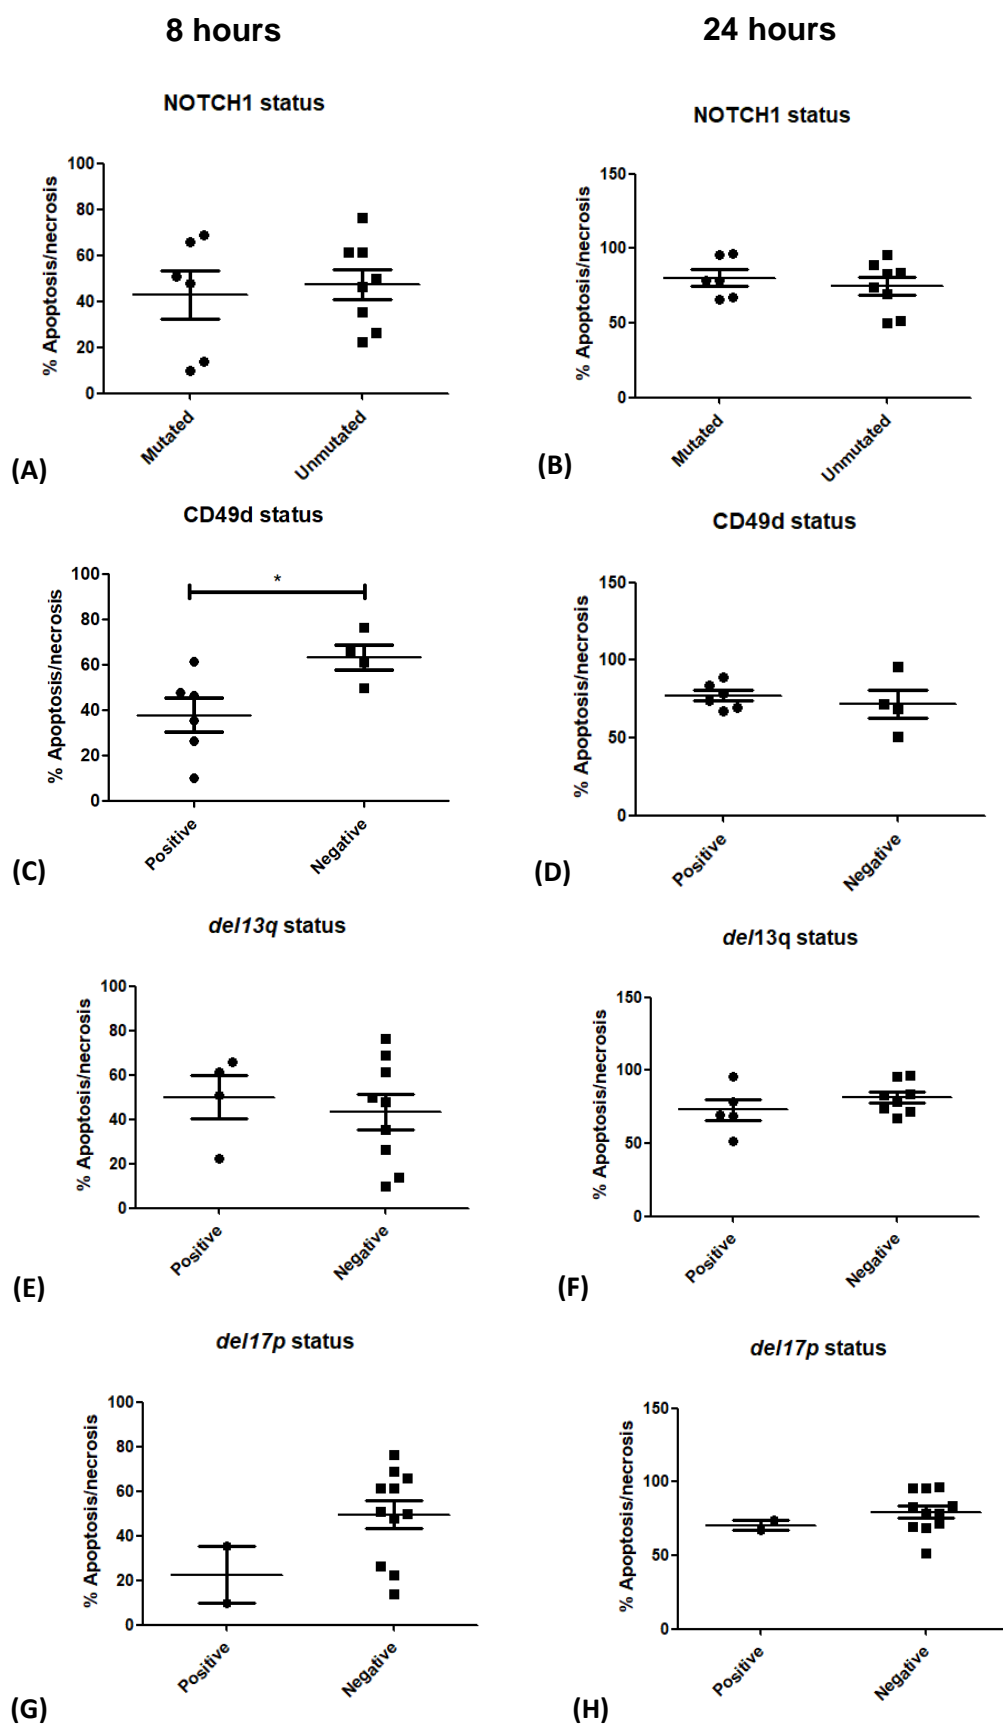 8 hours
24 hours
NOTCH1 status
% Apoptosis/necrosis
100
80
60
40
20
0
Mutated
Unmutated
(A)
NOTCH1 status
% Apoptosis/necrosis
150
100
50
0
Mutated
Unmutated
(B)
CD49d status
% Apoptosis/necrosis
100
80
60
40
20
0
*
Positive
Negative
(C)
CD49d status
% Apoptosis/necrosis
150
100
50
0
Positive
Negative
(D)
del13q status
% Apoptosis/necrosis
100
80
60
40
20
0
Positive
Negative
(E)
del13q status
% Apoptosis/necrosis
150
100
50
0
Positive
Negative
(F)
del17p status
% Apoptosis/necrosis
100
80
60
40
20
0
Positive
Negative
(G)
del17p status
% Apoptosis/necrosis
150
100
50
0
Positive
Negative
(H)